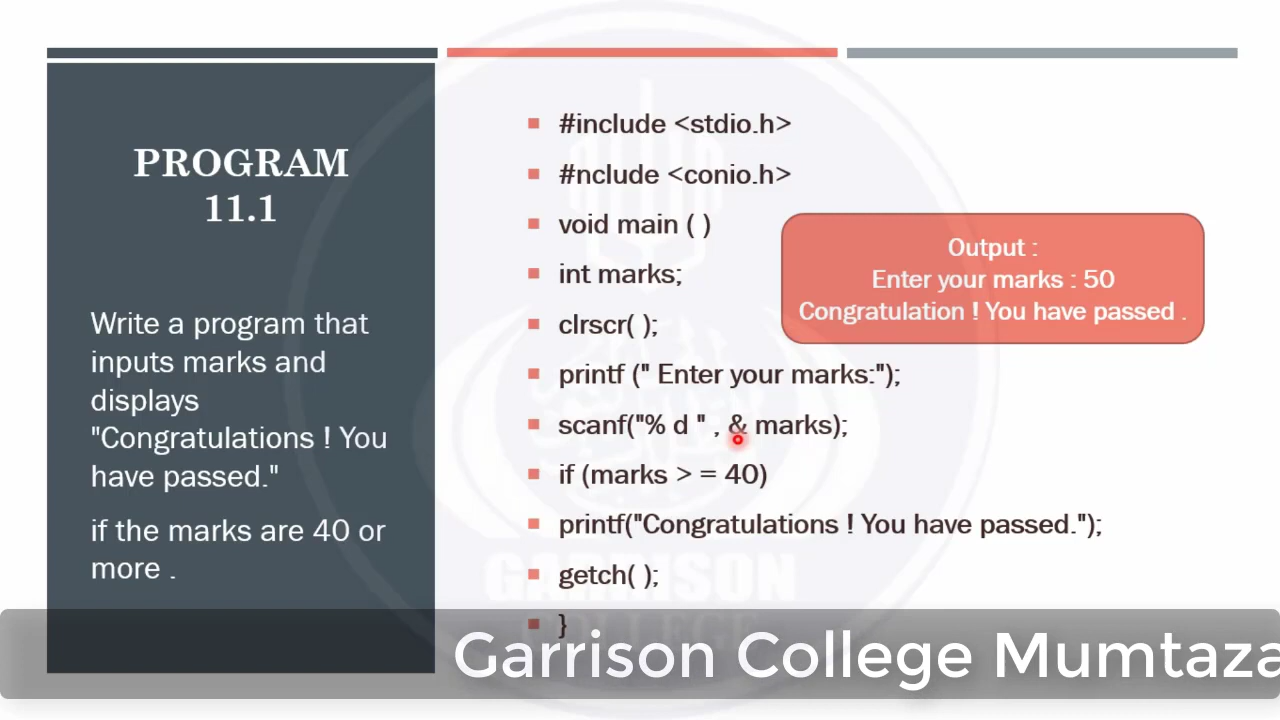 PROGRAM
11.1
Write a program that
inputs marks and
displays
"Congratulations ! You
have passed."
if the marks are 40 or
more .
#include <stdio.h>
#nclude <conio.h>
void main ( )
int marks;
clrscr( );
printf (" Enter your marks:");
scanf("% d " , & marks);
if (marks > = 40)
printf("Congratulations ! You have passed.");
getch( );
}
Output :
Enter your marks : 50
Congratulation ! You have passed .
GARRISON
COLLEGE
Garrison College Mumtaza